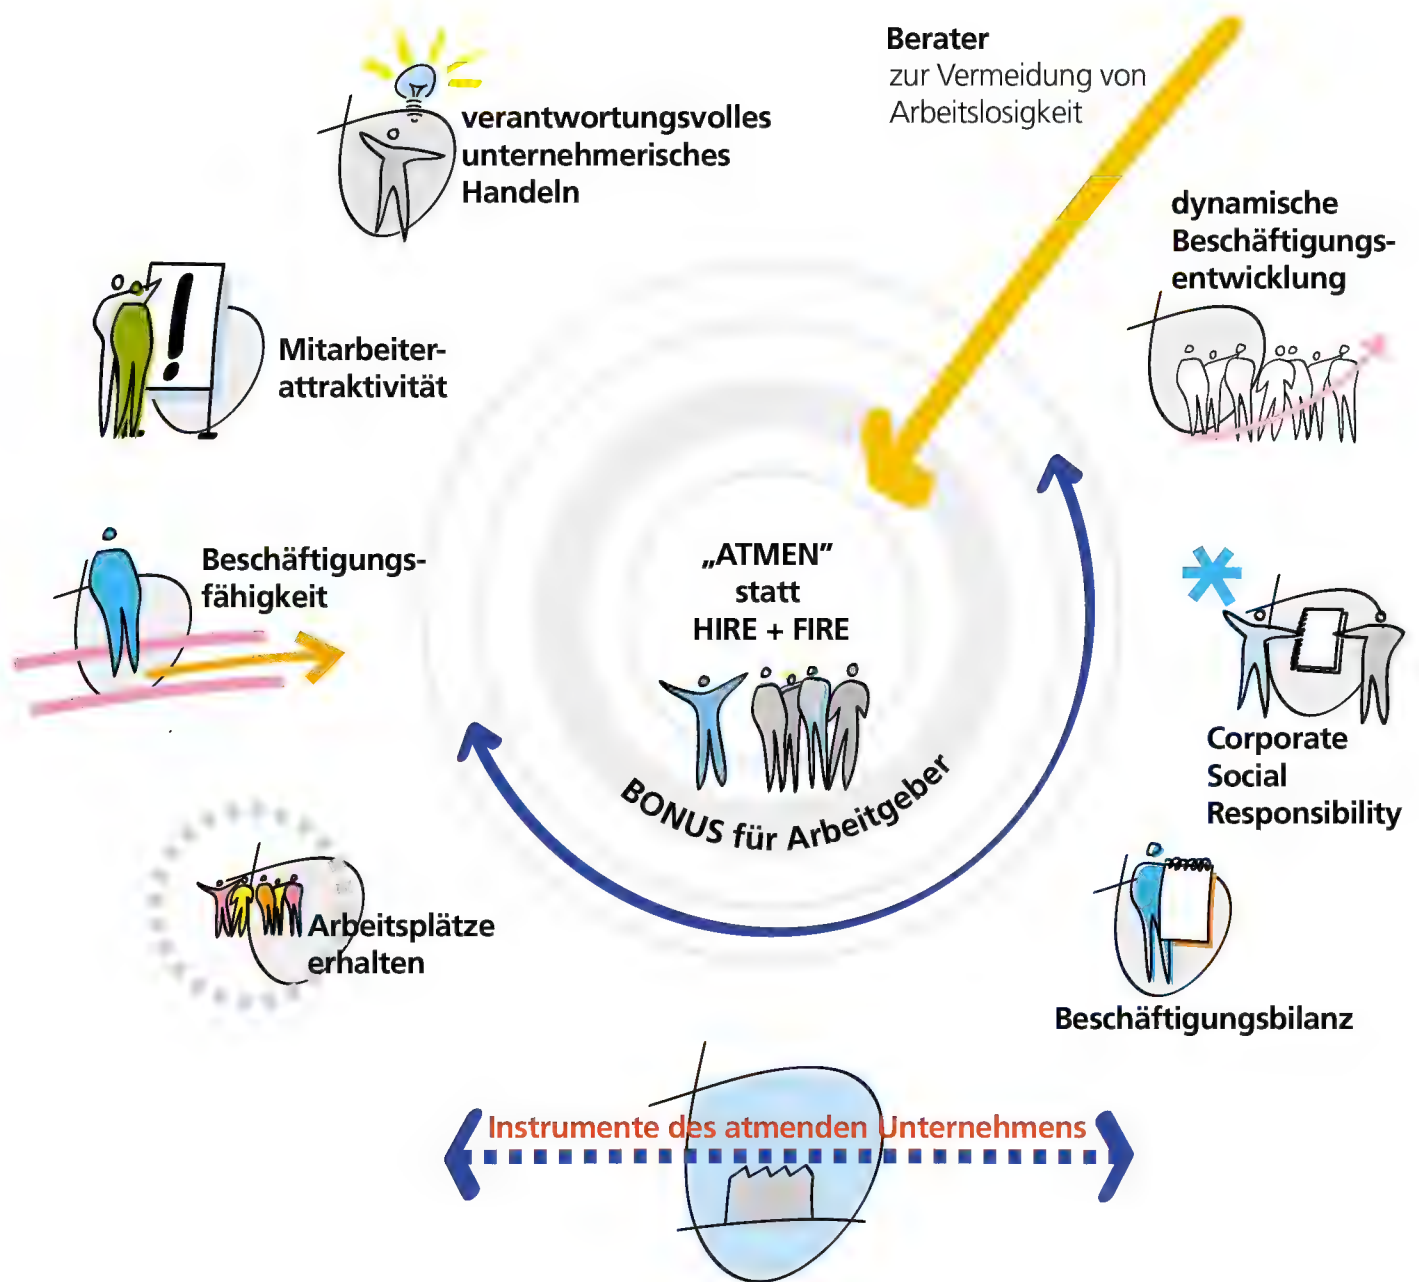 Berater
zur Vermeidung von
Arbeitslosigkeit
verantwortungsvolles
unternehmerisches
Handeln
dynamische
Beschäftigungs-
entwicklung
Mitarbeiter-
attraktivität
Beschäftigungs-
fähigkeit
„ATMEN”
statt
HIRE + FIRE
BONUS für Arbeitgeber
Corporate
Social
Responsibility
Arbeitsplätze
erhalten
Beschäftigungsbilanz
Instrumente des atmenden Unternehmens